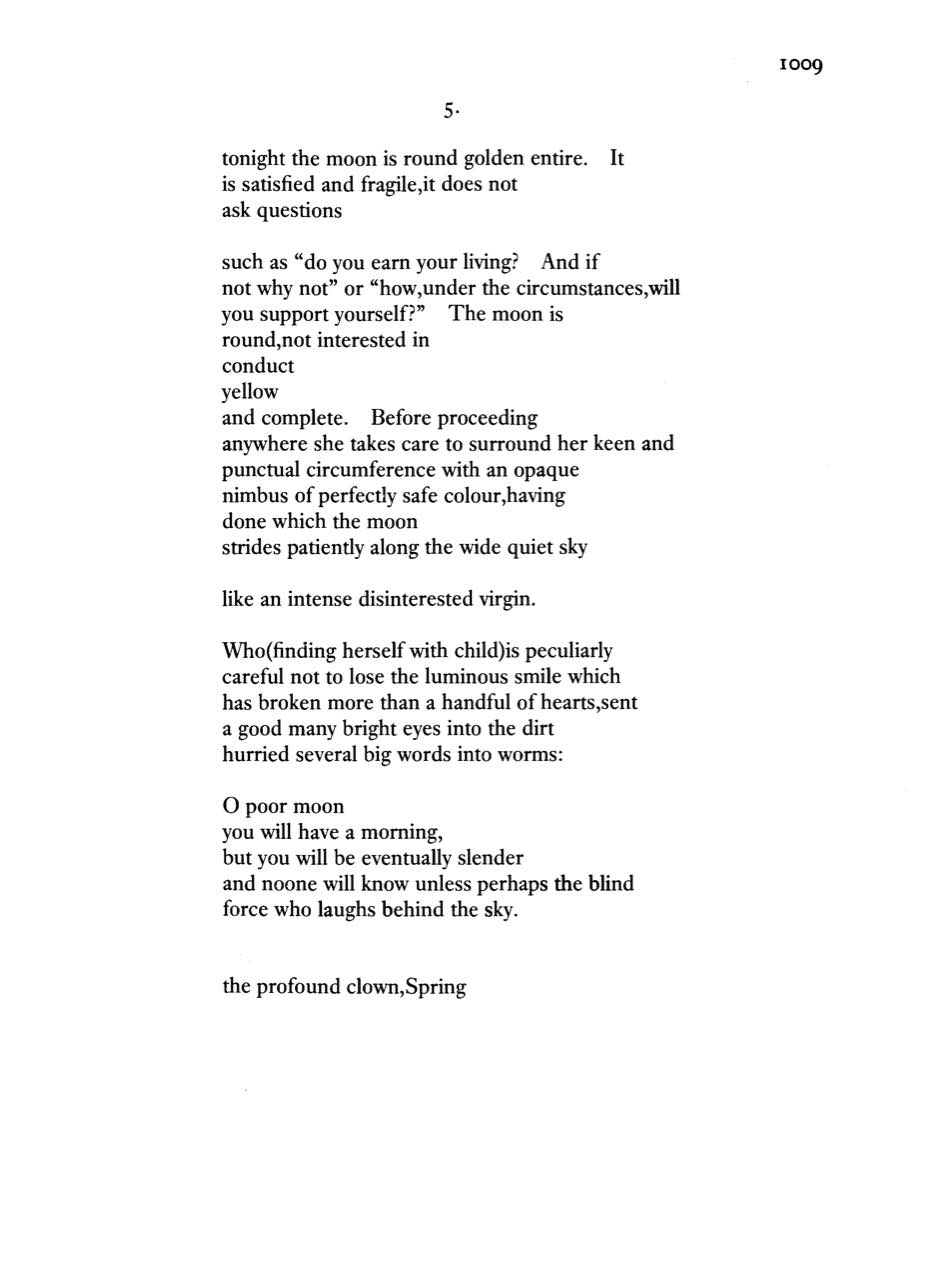 1009
5.
tonight the moon is round golden entire.    It
is satisfied and fragile,it does not
ask questions

such as “do you earn your living?    And if
not why not” or “how,under the circumstances,will
you support yourself?”    The moon is
round,not interested in
conduct
yellow
and complete.    Before proceeding
anywhere she takes care to surround her keen and
punctual circumference with an opaque
nimbus of perfectly safe colour,having
done which the moon
strides patiently along the wide quiet sky

like an intense disinterested virgin.

Who(finding herself with child)is peculiarly
careful not to lose the luminous smile which
has broken more than a handful of hearts,sent
a good many bright eyes into the dirt
hurried several big words into worms:

O poor moon
you will have a morning,
but you will be eventually slender
and noone will know unless perhaps the blind
force who laughs behind the sky.

the profound clown,Spring